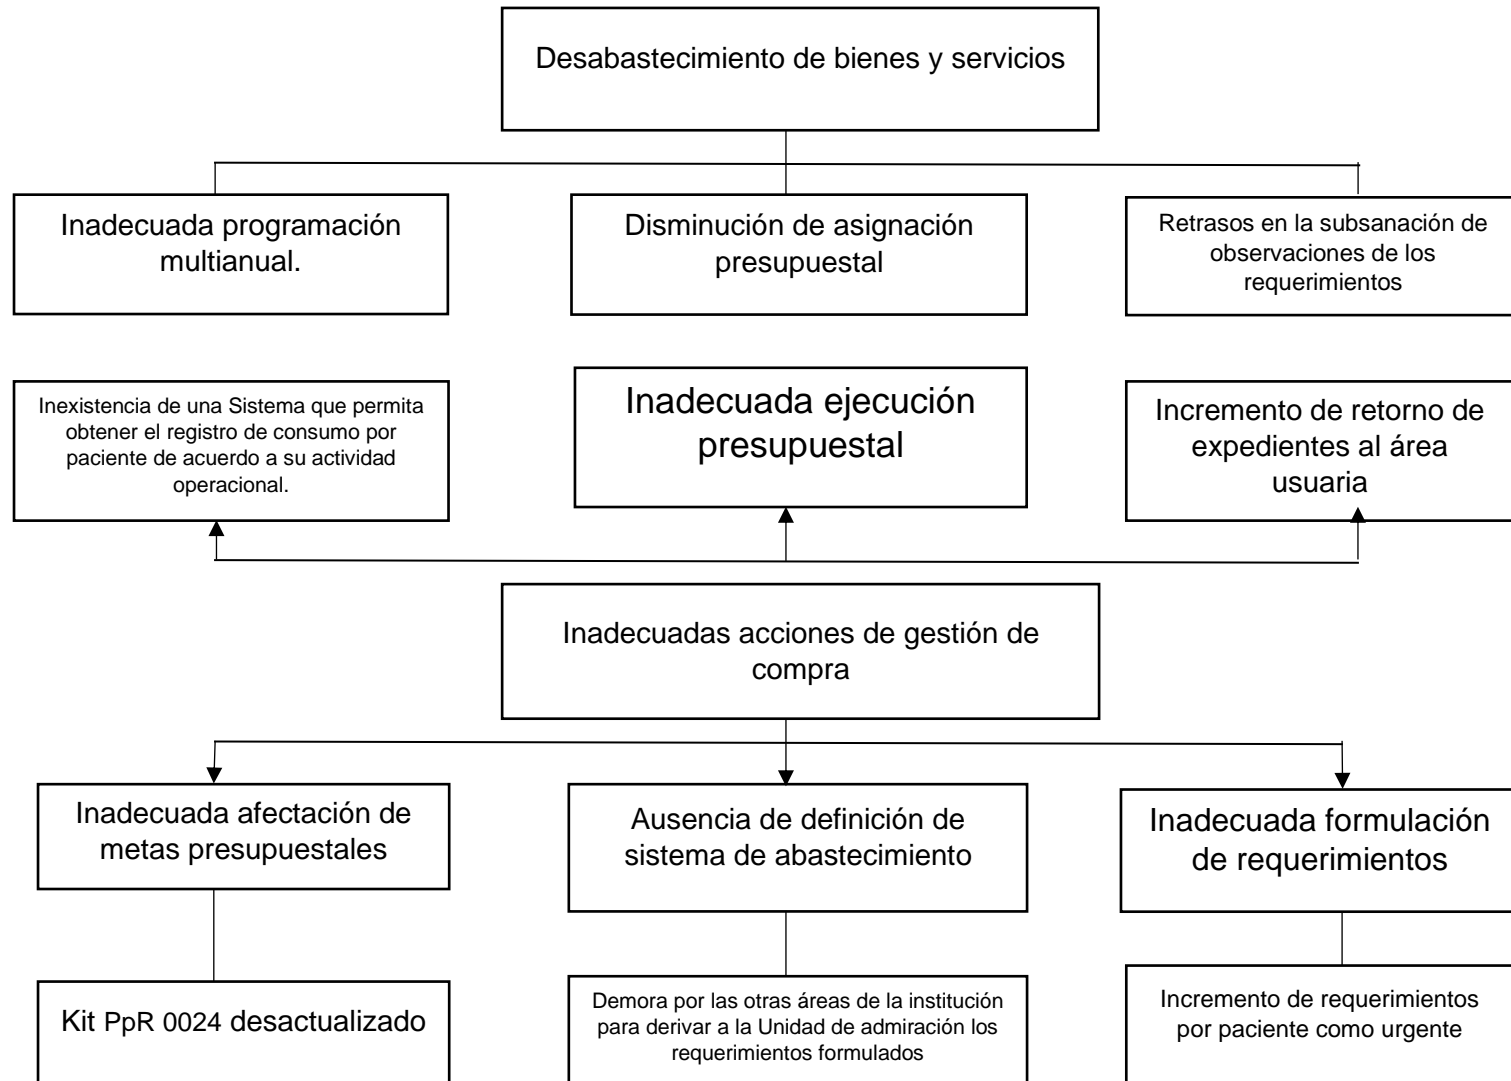 Desabastecimiento de bienes y servicios
Inadecuada programación
multianual.
Disminución de asignación
presupuestal
Retrasos en la subsanación de
observaciones de los
requerimientos
Inexistencia de una Sistema que permita
obtener el registro de consumo por
paciente de acuerdo a su actividad
operacional.
Inadecuada ejecución
presupuestal
Incremento de retorno de
expedientes al área
usuaria
Inadecuadas acciones de gestión de
compra
Inadecuada afectación de
metas presupuestales
Ausencia de definición de
sistema de abastecimiento
Inadecuada formulación
de requerimientos
Kit PpR 0024 desactualizado
Demora por las otras áreas de la institución
para derivar a la Unidad de admiración los
requerimientos formulados
Incremento de requerimientos
por paciente como urgente